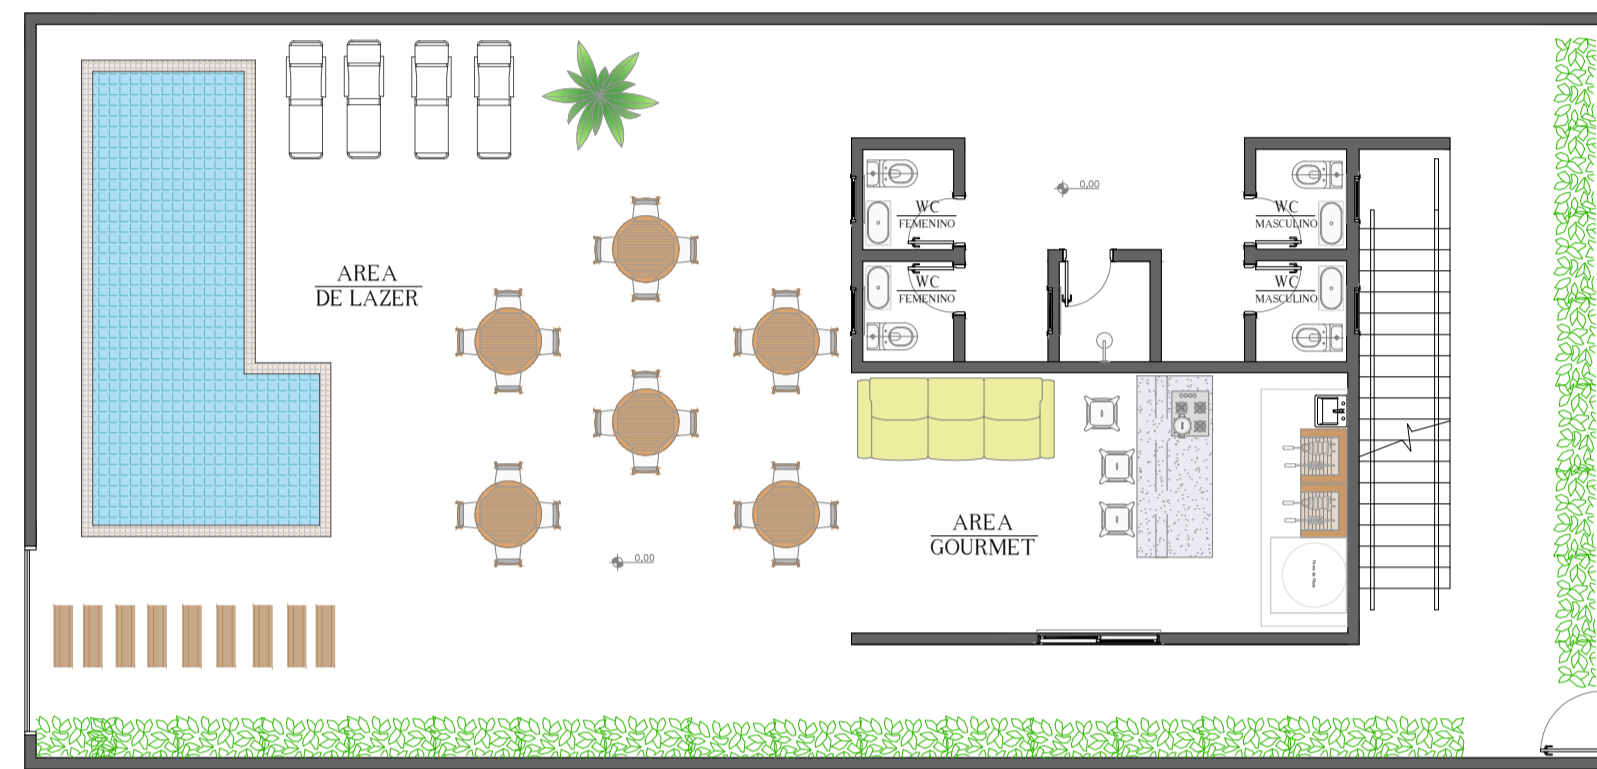 AREA
DE LAZER
WC
FEMENINO
WC
FEMENINO
0,00
WC
MASCULINO
WC
MASCULINO
AREA
GOURMET
0,00